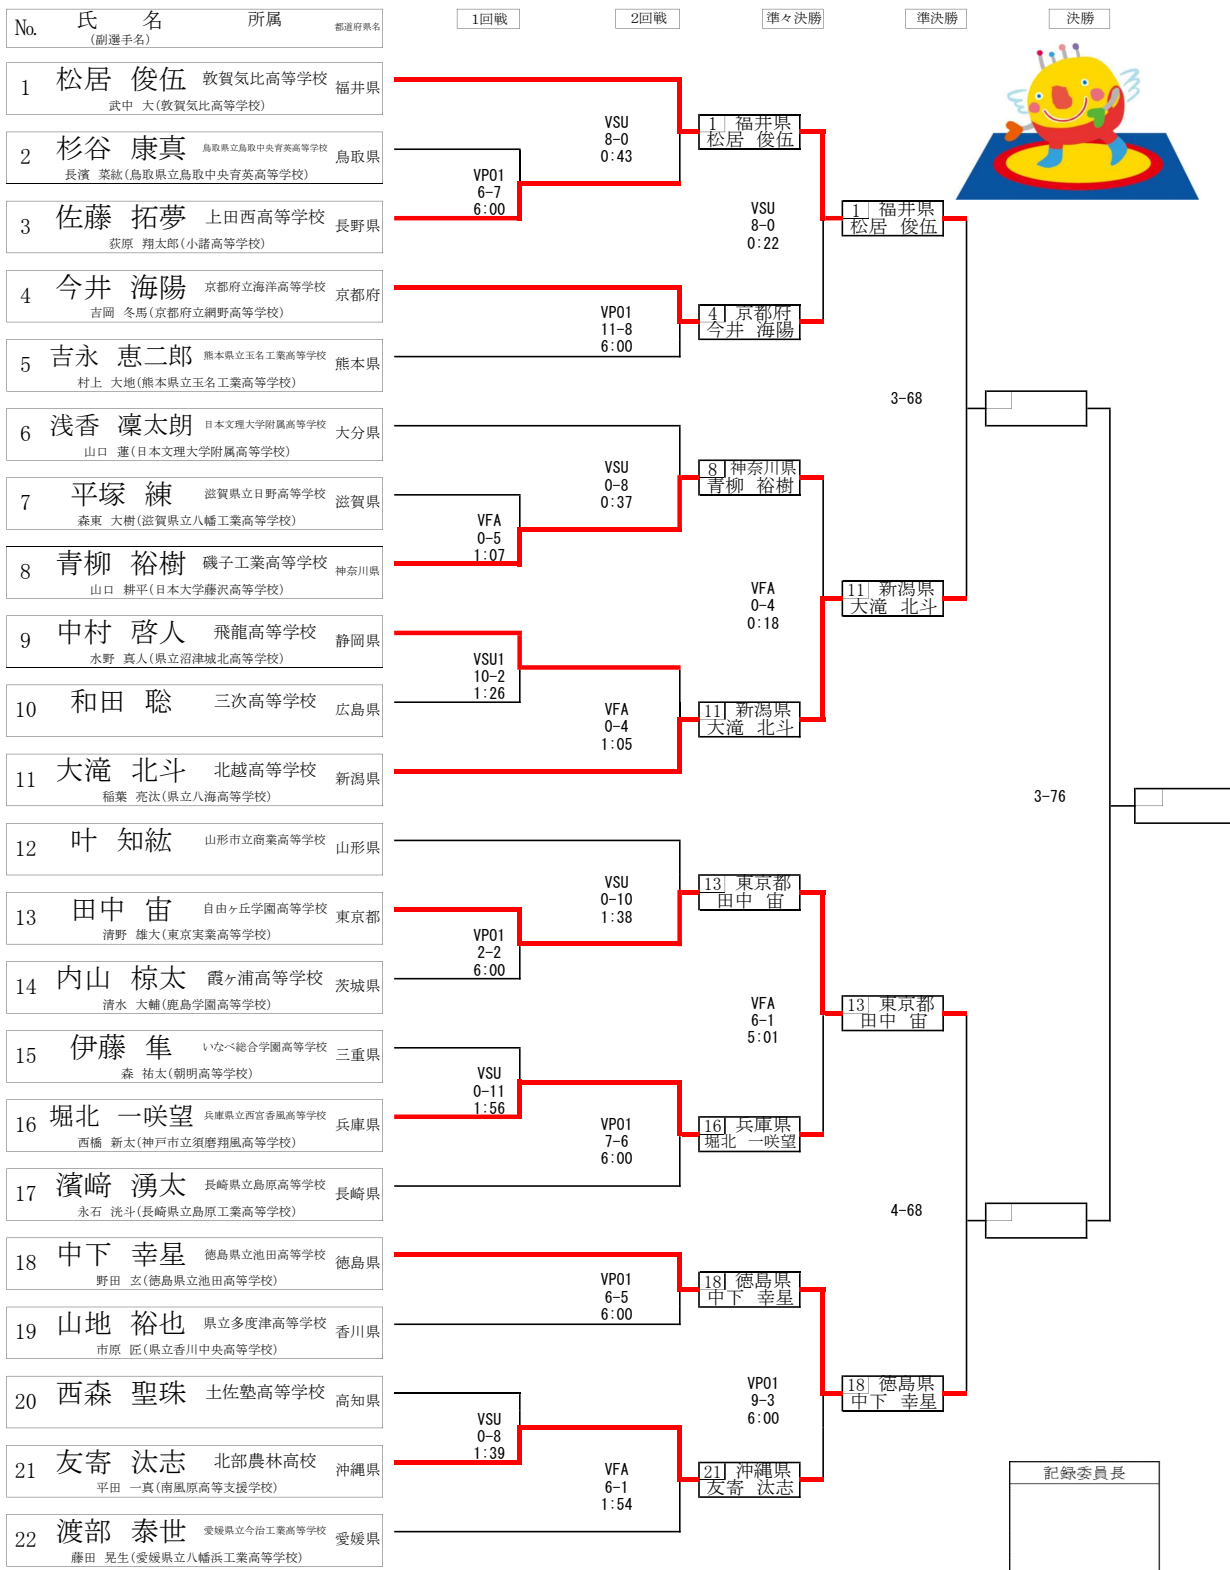 No. 氏 名 所属 都道府県名 1回戦 2回戦 準々決勝 準決勝 決勝
(副選手名)
1 松居 俊伍 敦賀気比高等学校 福井県
武中 大(敦賀気比高等学校)
2 杉谷 康真 鳥取県立鳥取中央育英高等学校 鳥取県
長濱 菜紘(鳥取県立鳥取中央育英高等学校)
3 佐藤 拓夢 上田西高等学校 長野県
荻原 翔太郎(小諸高等学校)
4 今井 海陽 京都府立海洋高等学校 京都府
吉岡 冬馬(京都府立網野高等学校)
5 吉永 恵二郎 熊本県立玉名工業高等学校 熊本県
村上 大地(熊本県立玉名工業高等学校)
6 浅香 凜太朗 日本文理大学附属高等学校 大分県
山口 蓮(日本文理大学附属高等学校)
7 平塚 練 滋賀県立日野高等学校 滋賀県
森東 大樹(滋賀県立八幡工業高等学校)
8 青柳 裕樹 磯子工業高等学校 神奈川県
山口 耕平(日本大学藤沢高等学校)
9 中村 啓人 飛龍高等学校 静岡県
水野 真人(県立沼津城北高等学校)
10 和田 聡 三次高等学校 広島県
11 大滝 北斗 北越高等学校 新潟県
稲葉 亮汰(県立八海高等学校)
12 叶 知紘 山形市立商業高等学校 山形県
13 田中 宙 自由ヶ丘学園高等学校 東京都
清野 雄大(東京実業高等学校)
14 内山 椋太 霞ヶ浦高等学校 茨城県
清水 大輔(鹿島学園高等学校)
15 伊藤 隼 いなべ総合学園高等学校 三重県
森 祐太(朝明高等学校)
16 堀北 一咲望 兵庫県立西宮香風高等学校 兵庫県
西橋 新太(神戸市立須磨翔風高等学校)
17 濱﨑 湧太 長崎県立島原高等学校 長崎県
永石 洸斗(長崎県立島原工業高等学校)
18 中下 幸星 徳島県立池田高等学校 徳島県
野田 玄(徳島県立池田高等学校)
19 山地 裕也 県立多度津高等学校 香川県
市原 匠(県立香川中央高等学校)
20 西森 聖珠 土佐塾高等学校 高知県
21 友寄 汰志 北部農林高校 沖縄県
平田 一真(南風原高等支援学校)
22 渡部 泰世 愛媛県立今治工業高等学校 愛媛県
藤田 晃生(愛媛県立八幡浜工業高等学校)
VPO1
6-7
6:00
VFA
0-5
1:07
VSU1
10-2
1:26
VPO1
2-2
6:00
VSU
0-11
1:56
VSU
0-8
1:39
VSU
8-0
0:43
VPO1
11-8
6:00
VSU
0-8
0:37
VFA
0-4
1:05
VSU
0-10
1:38
VPO1
7-6
6:00
VPO1
6-5
6:00
VFA
6-1
1:54
1 福井県
松居 俊伍
4 京都府
今井 海陽
8 神奈川県
青柳 裕樹
11 新潟県
大滝 北斗
13 東京都
田中 宙
16 兵庫県
堀北 一咲望
18 徳島県
中下 幸星
21 沖縄県
友寄 汰志
VSU
8-0
0:22
VFA
0-4
0:18
VFA
6-1
5:01
VPO1
9-3
6:00
1 福井県
松居 俊伍
11 新潟県
大滝 北斗
13 東京都
田中 宙
18 徳島県
中下 幸星
3-68
4-68
3-76
記録委員長